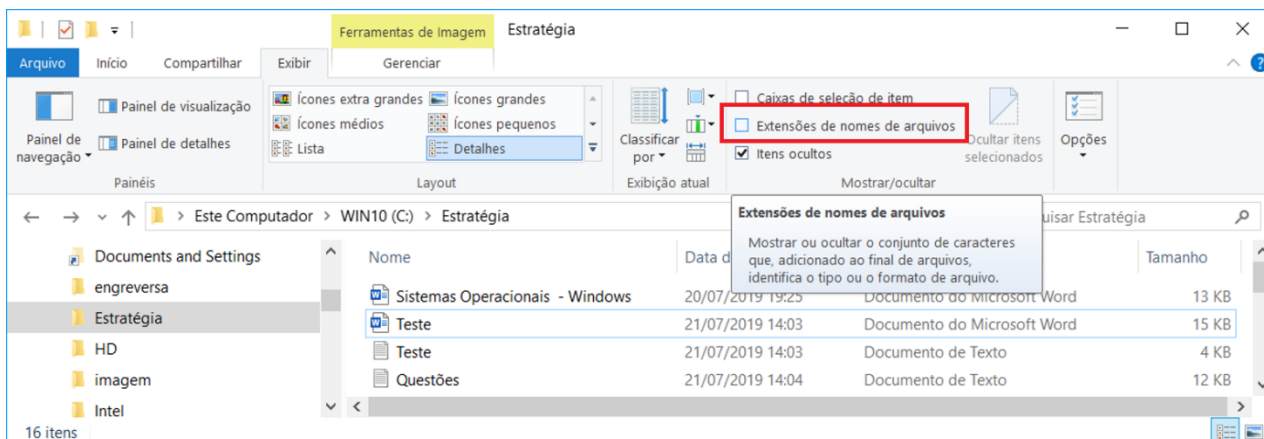 Ferramentas de Imagem Estratégia
Arquivo Início Compartilhar Exibir Gerenciar
Painel de navegação
Painel de visualização
Painel de detalhes
Painéis
Ícones extra grandes Ícones grandes
Ícones médios Ícones pequenos
Lista Detalhes
Layout
Classificar por
Exibição atual
Caixas de seleção de item
Extensões de nomes de arquivos
Itens ocultos
Ocultar itens selecionados
Mostrar/ocultar
Opções
Este Computador > WIN10 (C:) > Estratégia
uisar Estratégia
Extensões de nomes de arquivos
Mostrar ou ocultar o conjunto de caracteres
que, adicionado ao final de arquivos,
identifica o tipo ou o formato de arquivo.
Documents and Settings
engreversa
Estratégia
HD
imagem
Intel
Nome Data d Tamanho
Sistemas Operacionais - Windows 20/07/2019 19:25 Documento do Microsoft Word 13 KB
Teste 21/07/2019 14:03 Documento do Microsoft Word 15 KB
Teste 21/07/2019 14:03 Documento de Texto 4 KB
Questões 21/07/2019 14:04 Documento de Texto 12 KB
16 itens